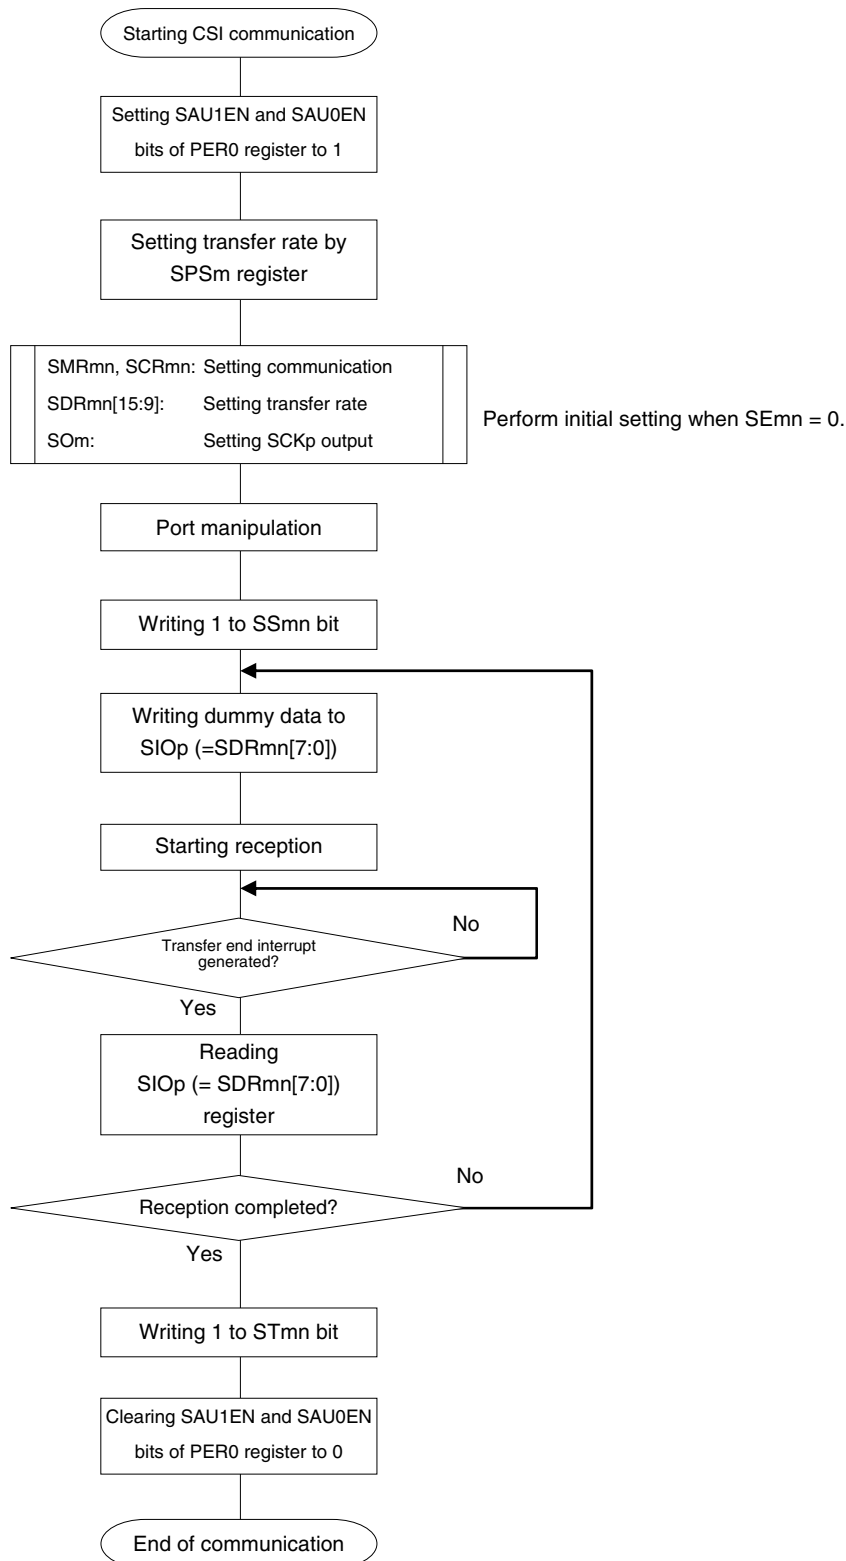 Starting CSI communication
Setting SAU1EN and SAU0EN
bits of PER0 register to 1
Setting transfer rate by
SPSm register
SMRmn, SCRmn: Setting communication
SDRmn[15:9]: Setting transfer rate
SOm: Setting SCKp output
Perform initial setting when SEmn = 0.
Port manipulation
Writing 1 to SSmn bit
Writing dummy data to
SIOp (=SDRmn[7:0])
Starting reception
No
Transfer end interrupt
generated?
Yes
Reading
SIOp (= SDRmn[7:0])
register
No
Reception completed?
Yes
Writing 1 to STmn bit
Clearing SAU1EN and SAU0EN
bits of PER0 register to 0
End of communication